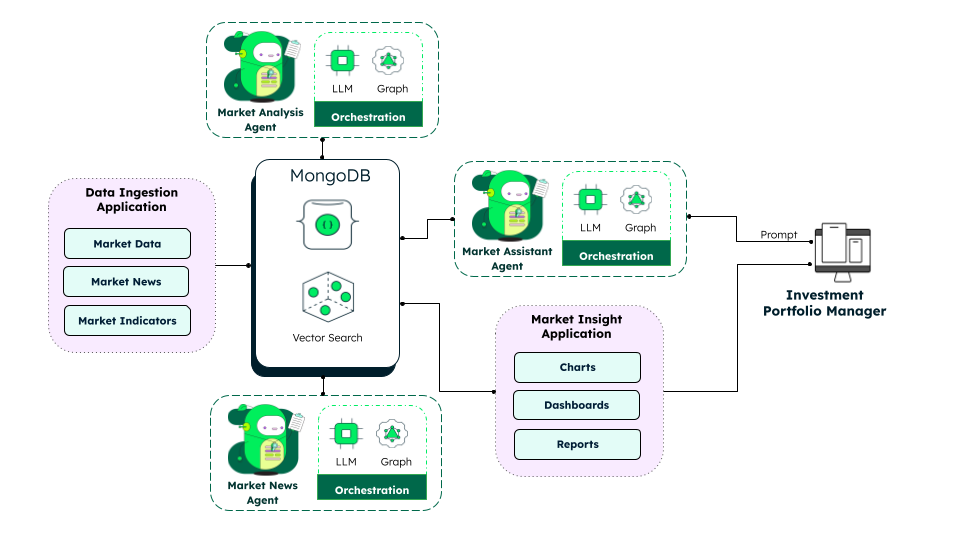 LLM
Graph
Orchestration
Market Analysis
Agent
Data Ingestion
Application
Market Data
Market News
Market Indicators
MongoDB
{ }
Vector Search
LLM
Graph
Orchestration
Market Assistant
Agent
Prompt
Investment
Portfolio Manager
Market Insight
Application
Charts
Dashboards
Reports
LLM
Graph
Orchestration
Market News
Agent